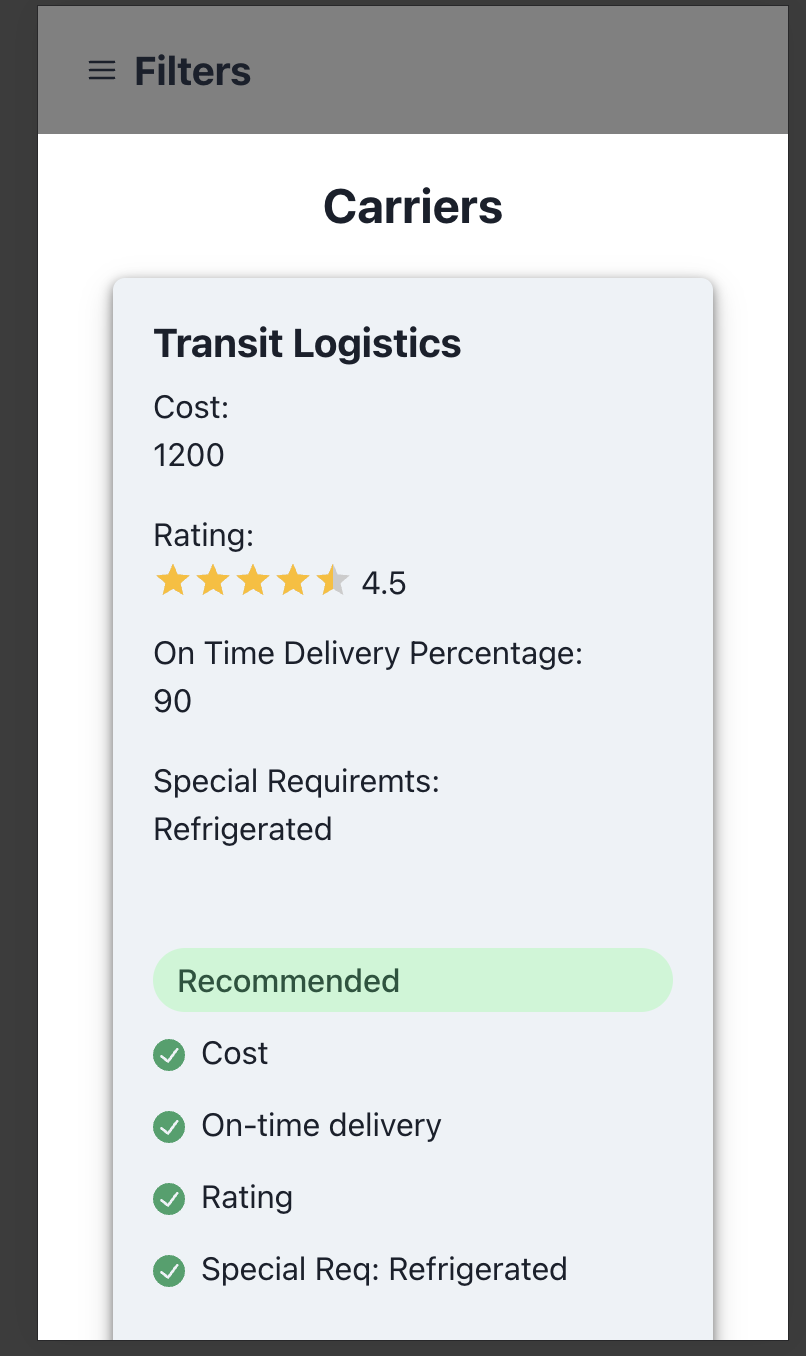 Filters
Carriers
Transit Logistics
Cost:
1200
Rating:
4.5
On Time Delivery Percentage:
90
Special Requiremts:
Refrigerated
Recommended
Cost
On-time delivery
Rating
Special Req: Refrigerated